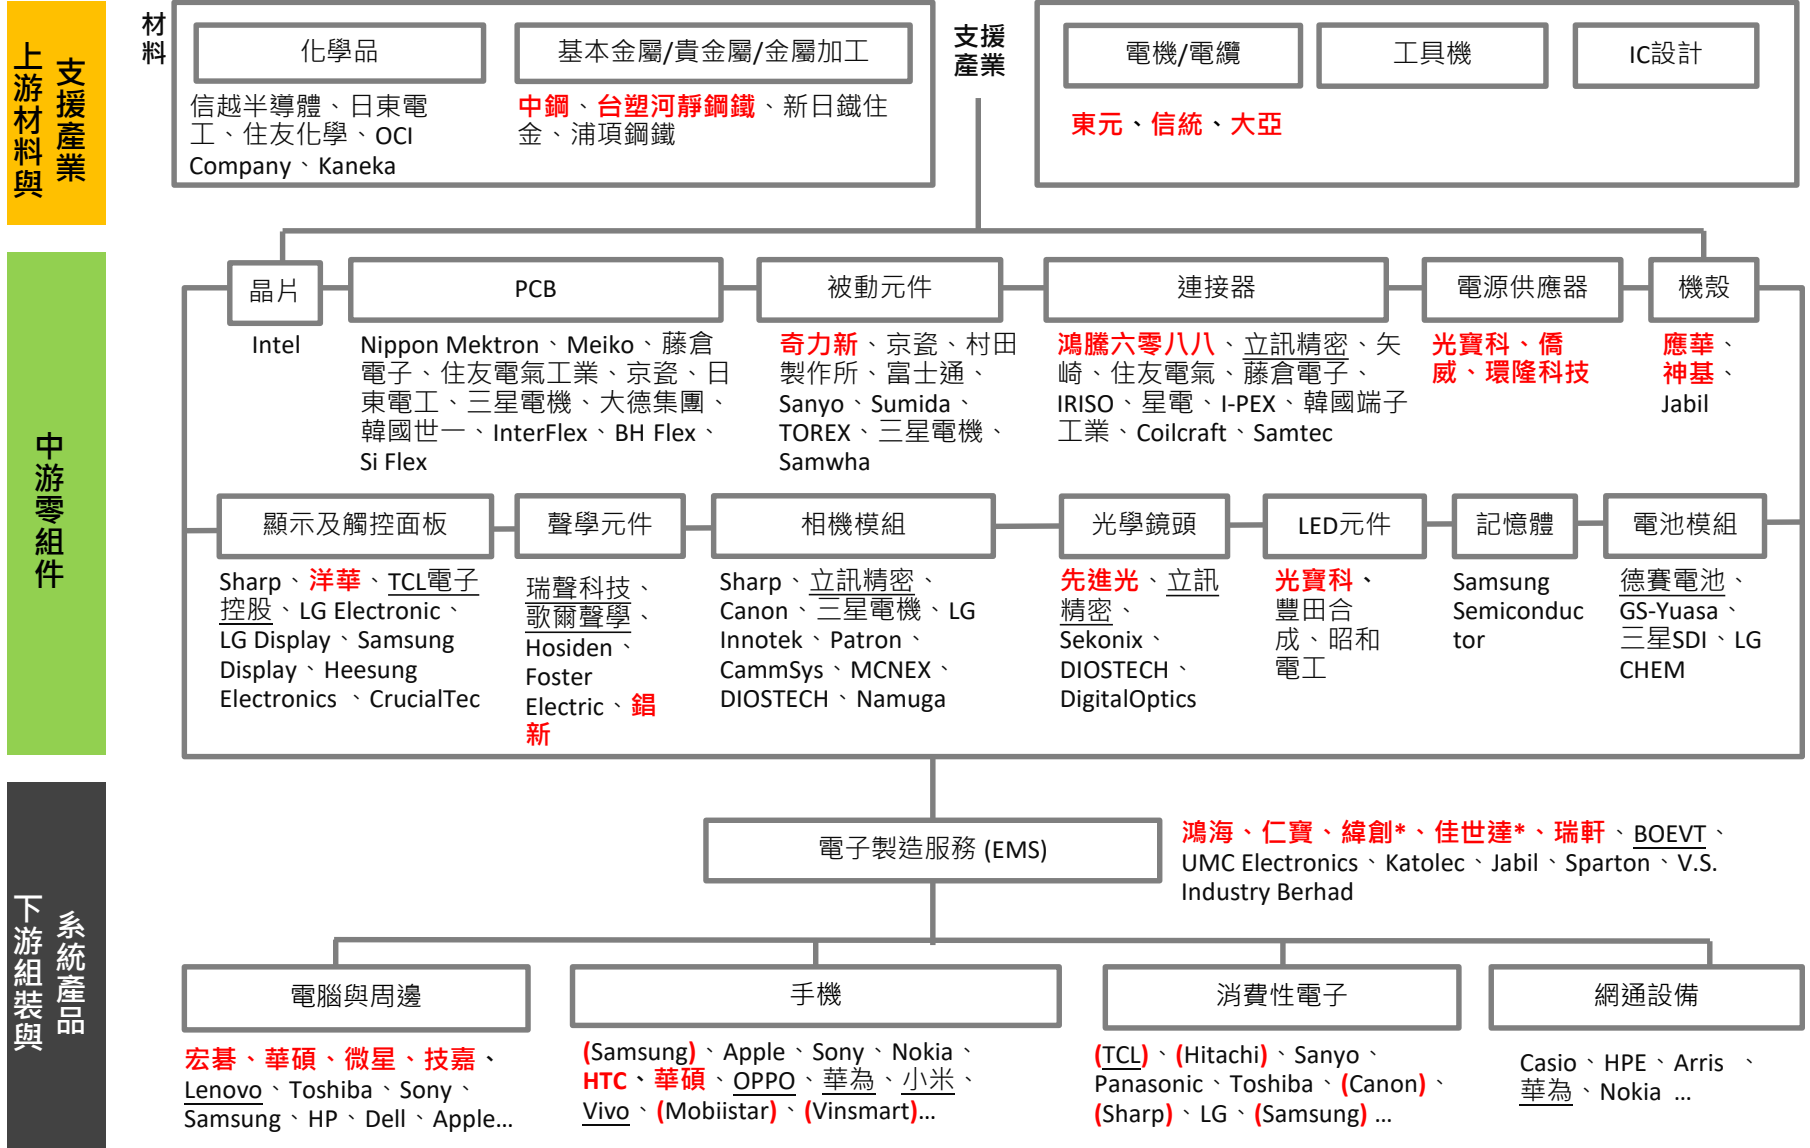 上游材料與
支援產業
材料
化學品
信越半導體、日東電
工、住友化學、OCI
Company、Kaneka
基本金屬/貴金屬/金屬加工
中鋼、台塑河靜鋼鐵、新日鐵住
金、浦項鋼鐵
支援
產業
電機/電纜
工具機
IC設計
東元、信統、大亞
中游零組件
晶片
Intel
PCB
Nippon Mektron、Meiko、藤倉
電子、住友電氣工業、京瓷、日
東電工、三星電機、大德集團、
韓國世一、InterFlex、BH Flex、
Si Flex
被動元件
奇力新、京瓷、村田
製作所、富士通、
Sanyo、Sumida、
TOREX、三星電機、
Samwha
連接器
鴻騰六零八八、立訊精密、矢
崎、住友電氣、藤倉電子、
IRISO、星電、I-PEX、韓國端子
工業、Coilcraft、Samtec
電源供應器
光寶科、僑
威、環隆科技
機殼
應華、
神基、
Jabil
顯示及觸控面板
Sharp、洋華、TCL電子
控股、LG Electronic、
LG Display、Samsung
Display、Heesung
Electronics 、CrucialTec
聲學元件
瑞聲科技、
歌爾聲學、
Hosiden、
Foster
Electric、錩
新
相機模組
Sharp、立訊精密、
Canon、三星電機、LG
Innotek、Patron、
CammSys、MCNEX、
DIOSTECH、Namuga
光學鏡頭
先進光、立訊
精密、
Sekonix、
DIOSTECH、
DigitalOptics
LED元件
光寶科、
豐田合
成、昭和
電工
記憶體
Samsung
Semiconduc
tor
電池模組
德賽電池、
GS-Yuasa、
三星SDI、LG
CHEM
下游組裝與
系統產品
電子製造服務 (EMS)
鴻海、仁寶、緯創*、佳世達*、瑞軒、BOEVT、
UMC Electronics、Katolec、Jabil、Sparton、V.S.
Industry Berhad
電腦與周邊
宏碁、華碩、微星、技嘉、
Lenovo、Toshiba、Sony、
Samsung、HP、Dell、Apple…
手機
(Samsung)、Apple、Sony、Nokia、
HTC、華碩、OPPO、華為、小米、
Vivo、(Mobiistar)、(Vinsmart)…
消費性電子
(TCL)、(Hitachi)、Sanyo、
Panasonic、Toshiba、(Canon)、
(Sharp)、LG、(Samsung) …
網通設備
Casio、HPE、Arris 、
華為、Nokia …